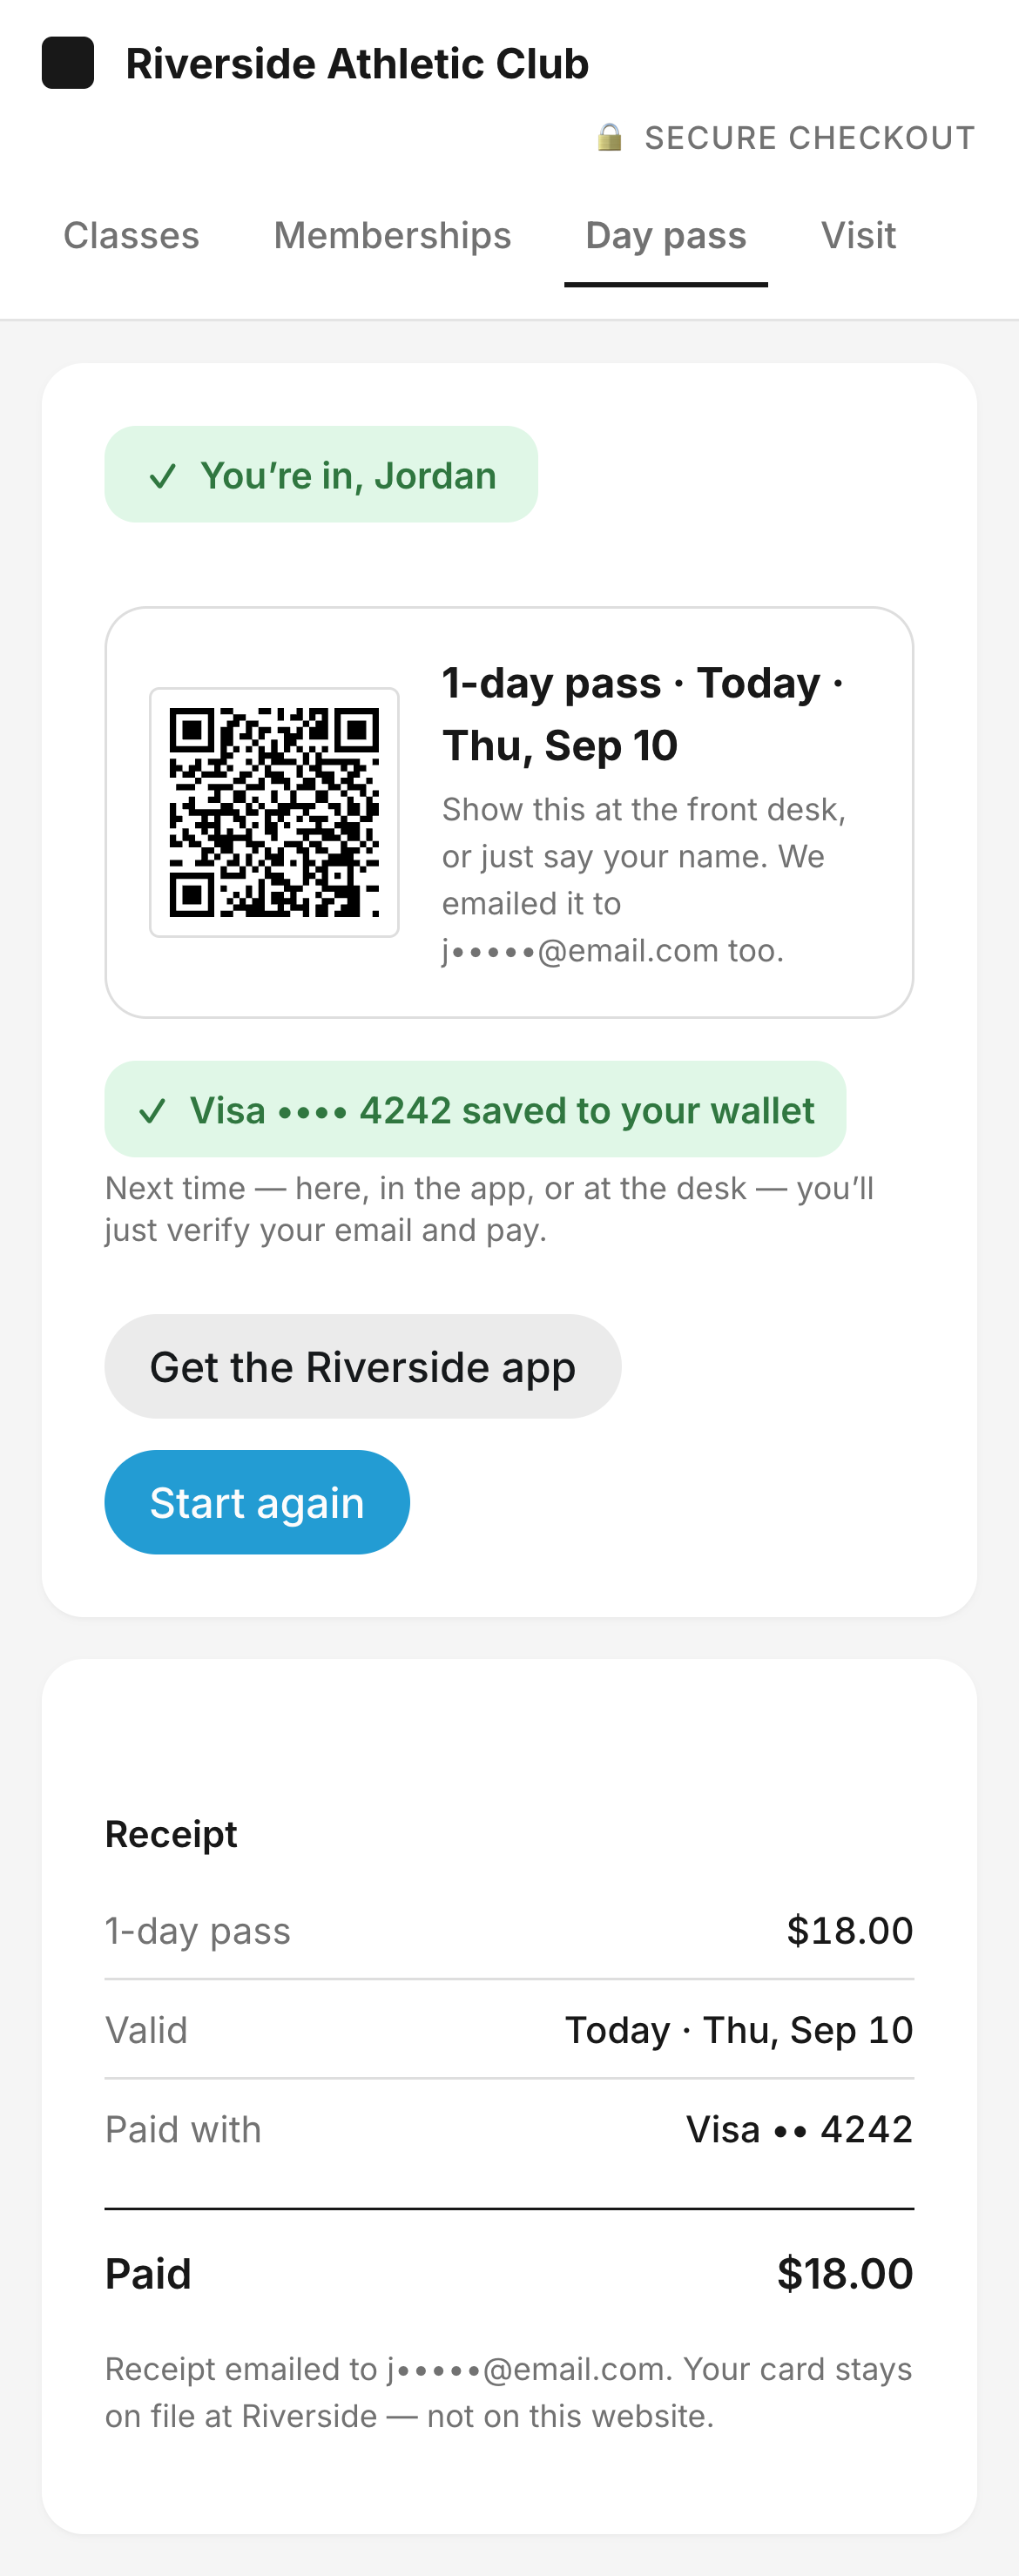 Riverside Athletic Club
🔒 SECURE CHECKOUT
Classes Memberships Day pass Visit
✓ You’re in, Jordan
1-day pass · Today ·
Thu, Sep 10
Show this at the front desk,
or just say your name. We
emailed it to
j•••••@email.com too.
✓ Visa •••• 4242 saved to your wallet
Next time — here, in the app, or at the desk — you’ll
just verify your email and pay.
Get the Riverside app
Start again
Receipt
1-day pass $18.00
Valid Today · Thu, Sep 10
Paid with Visa •• 4242
Paid $18.00
Receipt emailed to j•••••@email.com. Your card stays
on file at Riverside — not on this website.